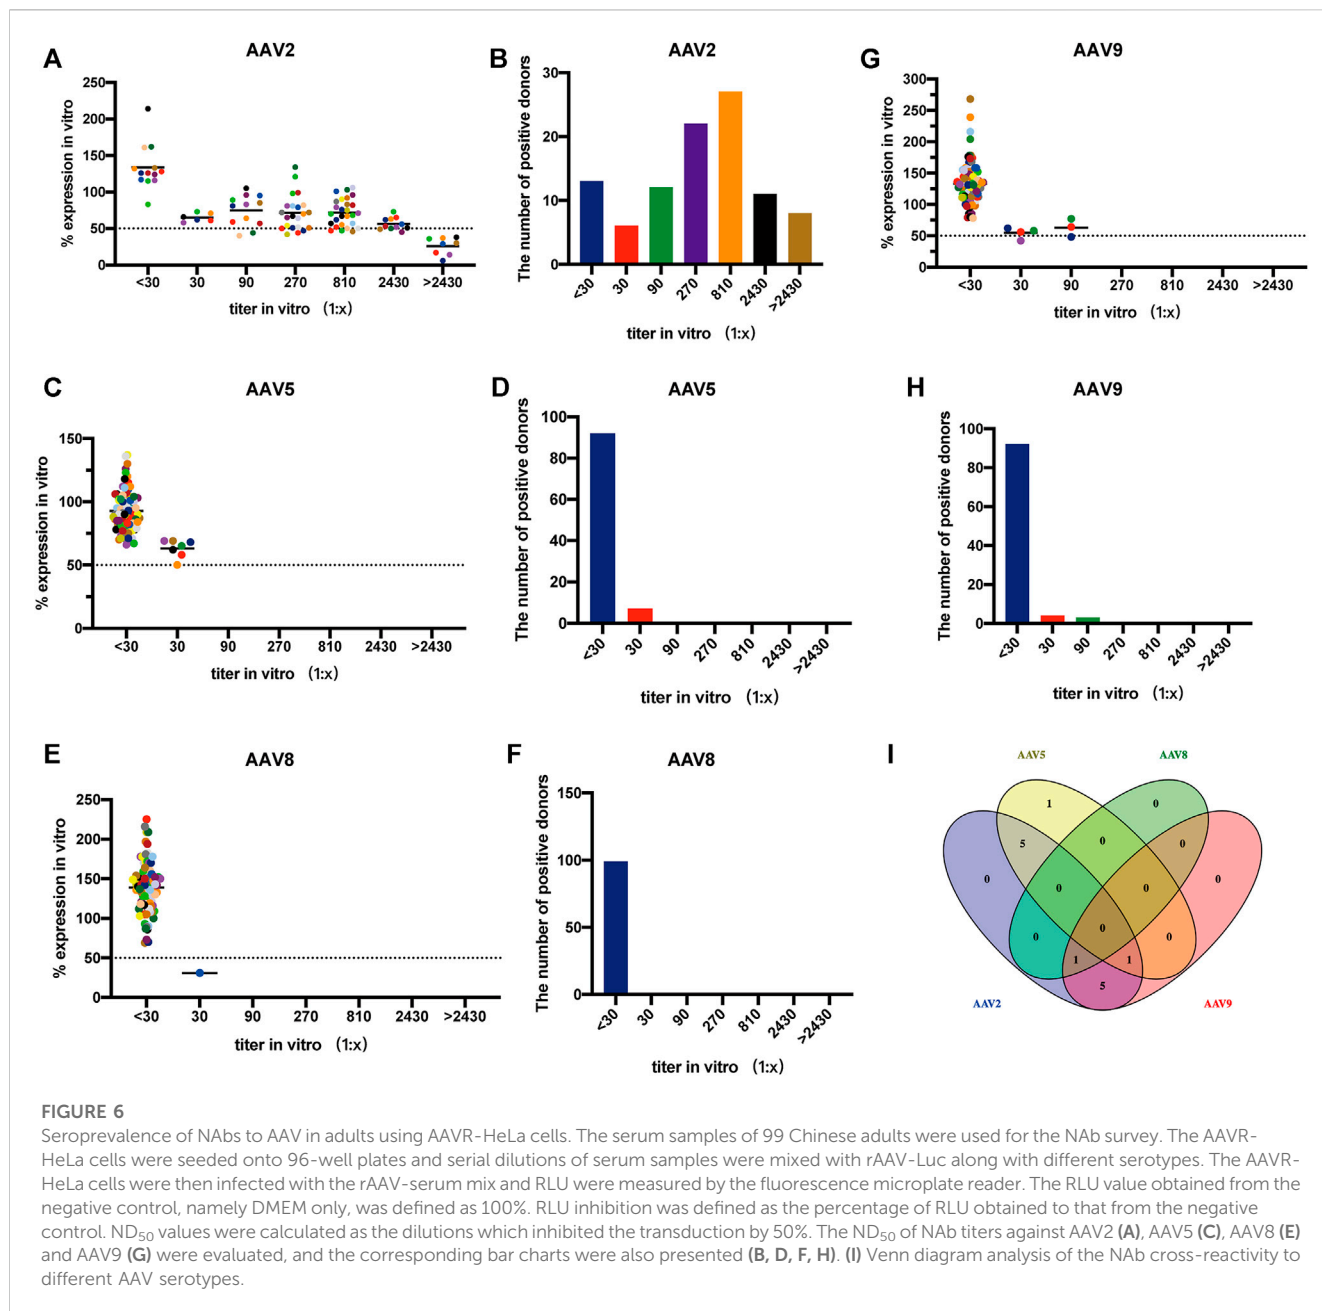 A
AAV2
% expression in vitro
250
200
150
100
50
0
<30 30 90 270 810 2430 >2430
titer in vitro (1:x)
B
AAV2
The number of positive donors
30
20
10
0
<30 30 90 270 810 2430 >2430
titer in vitro (1:x)
G
AAV9
% expression in vitro
300
250
200
150
100
50
0
<30 30 90 270 810 2430 >2430
titer in vitro (1:x)
C
AAV5
% expression in vitro
150
100
50
0
<30 30 90 270 810 2430 >2430
titer in vitro (1:x)
D
AAV5
The number of positive donors
100
80
60
40
20
0
<30 30 90 270 810 2430 >2430
titer in vitro (1:x)
H
AAV9
The number of positive donors
100
80
60
40
20
0
<30 30 90 270 810 2430 >2430
titer in vitro (1:x)
E
AAV8
% expression in vitro
250
200
150
100
50
0
<30 30 90 270 810 2430 >2430
titer in vitro (1:x)
F
AAV8
The number of positive donors
150
100
50
0
<30 30 90 270 810 2430 >2430
titer in vitro (1:x)
I
AAV5 AAV8
1 0
5 0 0
0 0 0 0
0 0 0
1 1
5
AAV2 AAV9
FIGURE 6
Seroprevalence of NAbs to AAV in adults using AAVR-HeLa cells. The serum samples of 99 Chinese adults were used for the NAb survey. The AAVR-
HeLa cells were seeded onto 96-well plates and serial dilutions of serum samples were mixed with rAAV-Luc along with different serotypes. The AAVR-
HeLa cells were then infected with the rAAV-serum mix and RLU were measured by the fluorescence microplate reader. The RLU value obtained from the
negative control, namely DMEM only, was defined as 100%. RLU inhibition was defined as the percentage of RLU obtained to that from the negative
control. ND50 values were calculated as the dilutions which inhibited the transduction by 50%. The ND50 of NAb titers against AAV2 (A), AAV5 (C), AAV8 (E)
and AAV9 (G) were evaluated, and the corresponding bar charts were also presented (B, D, F, H). (I) Venn diagram analysis of the NAb cross-reactivity to
different AAV serotypes.